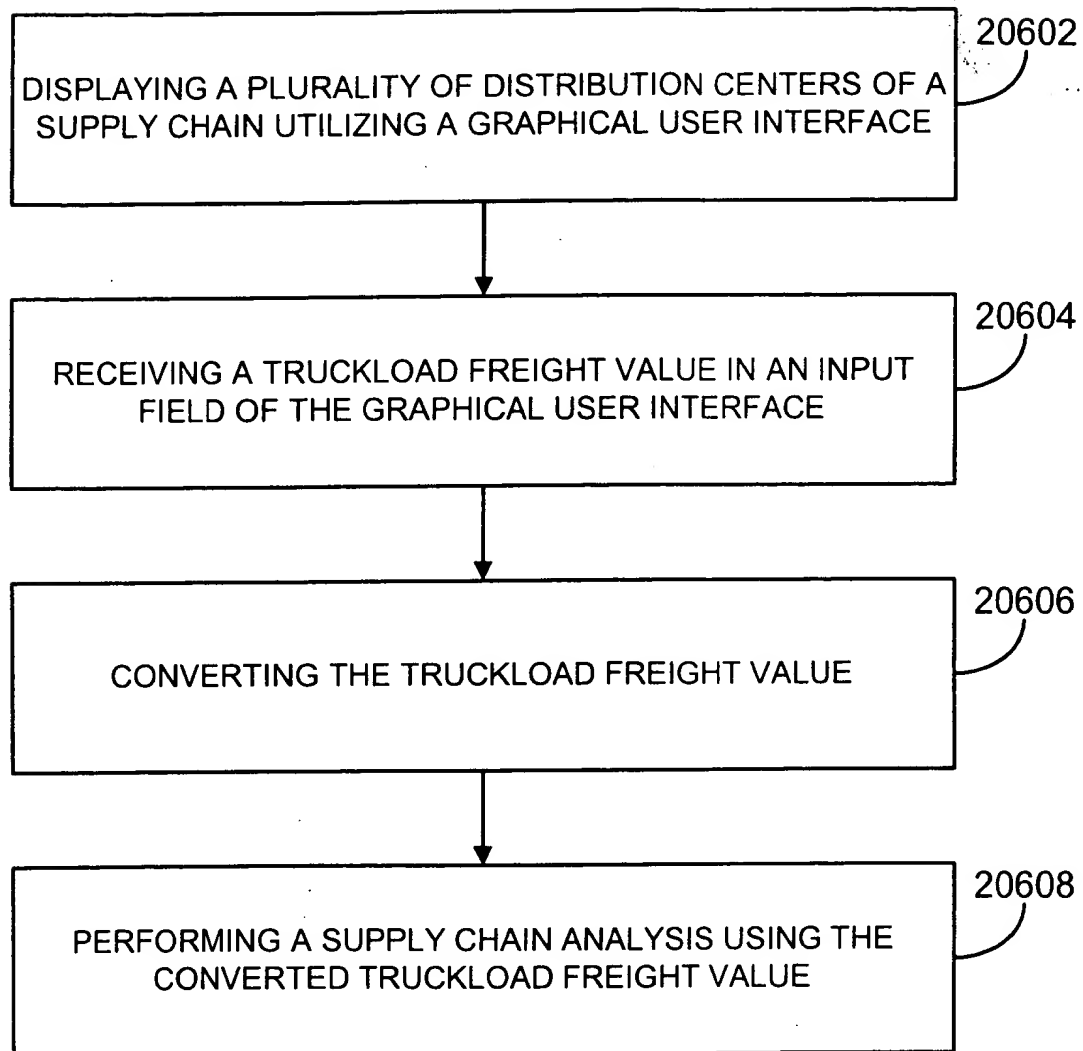 20602
DISPLAYING A PLURALITY OF DISTRIBUTION CENTERS OF A
SUPPLY CHAIN UTILIZING A GRAPHICAL USER INTERFACE
20604
RECEIVING A TRUCKLOAD FREIGHT VALUE IN AN INPUT
FIELD OF THE GRAPHICAL USER INTERFACE
20606
CONVERTING THE TRUCKLOAD FREIGHT VALUE
20608
PERFORMING A SUPPLY CHAIN ANALYSIS USING THE
CONVERTED TRUCKLOAD FREIGHT VALUE